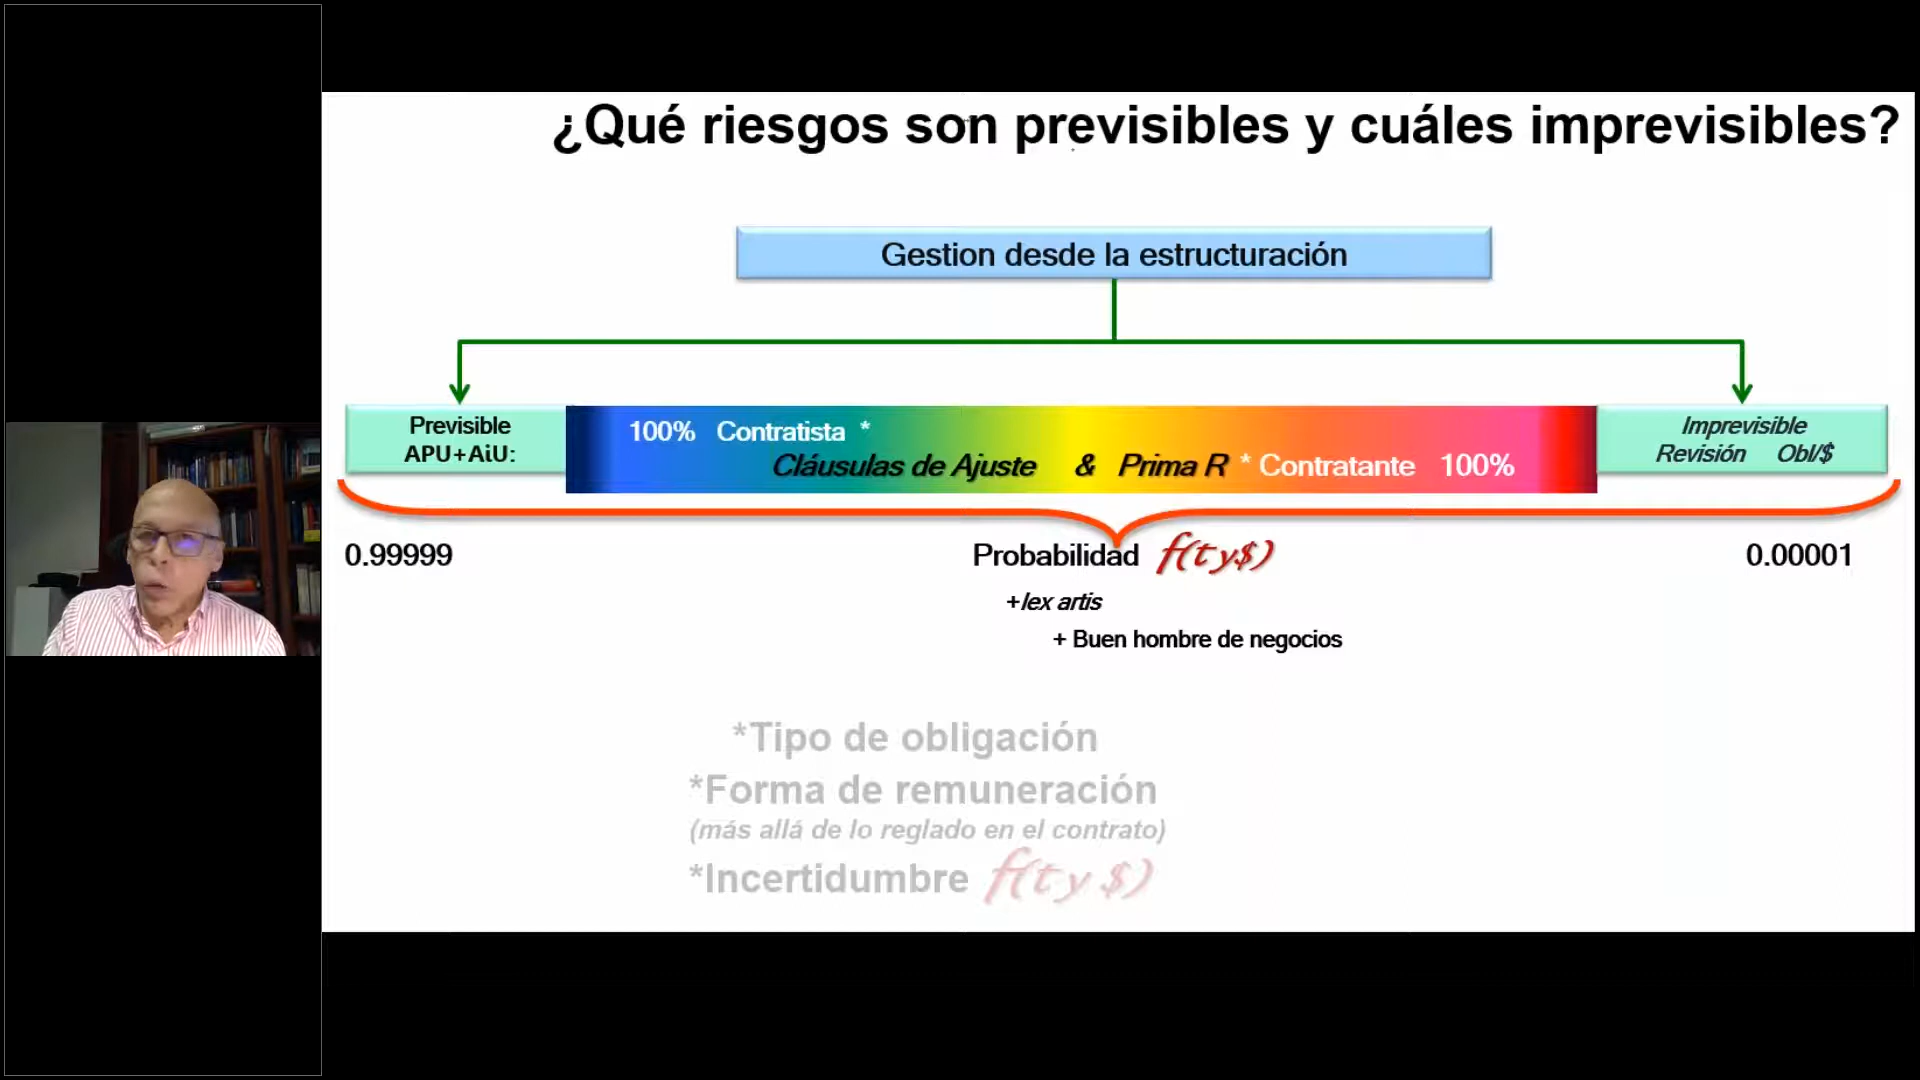 ¿Qué riesgos son previsibles y cuáles imprevisibles?
Gestion desde la estructuración
Previsible
APU+AiU:
100% Contratista *
Cláusulas de Ajuste & Prima R * Contratante 100%
Imprevisible
Revisión Obl/$
0.99999
Probabilidad f(t y $)
0.00001
+lex artis
+ Buen hombre de negocios
*Tipo de obligación
*Forma de remuneración
(más allá de lo reglado en el contrato)
*Incertidumbre f(t y $)